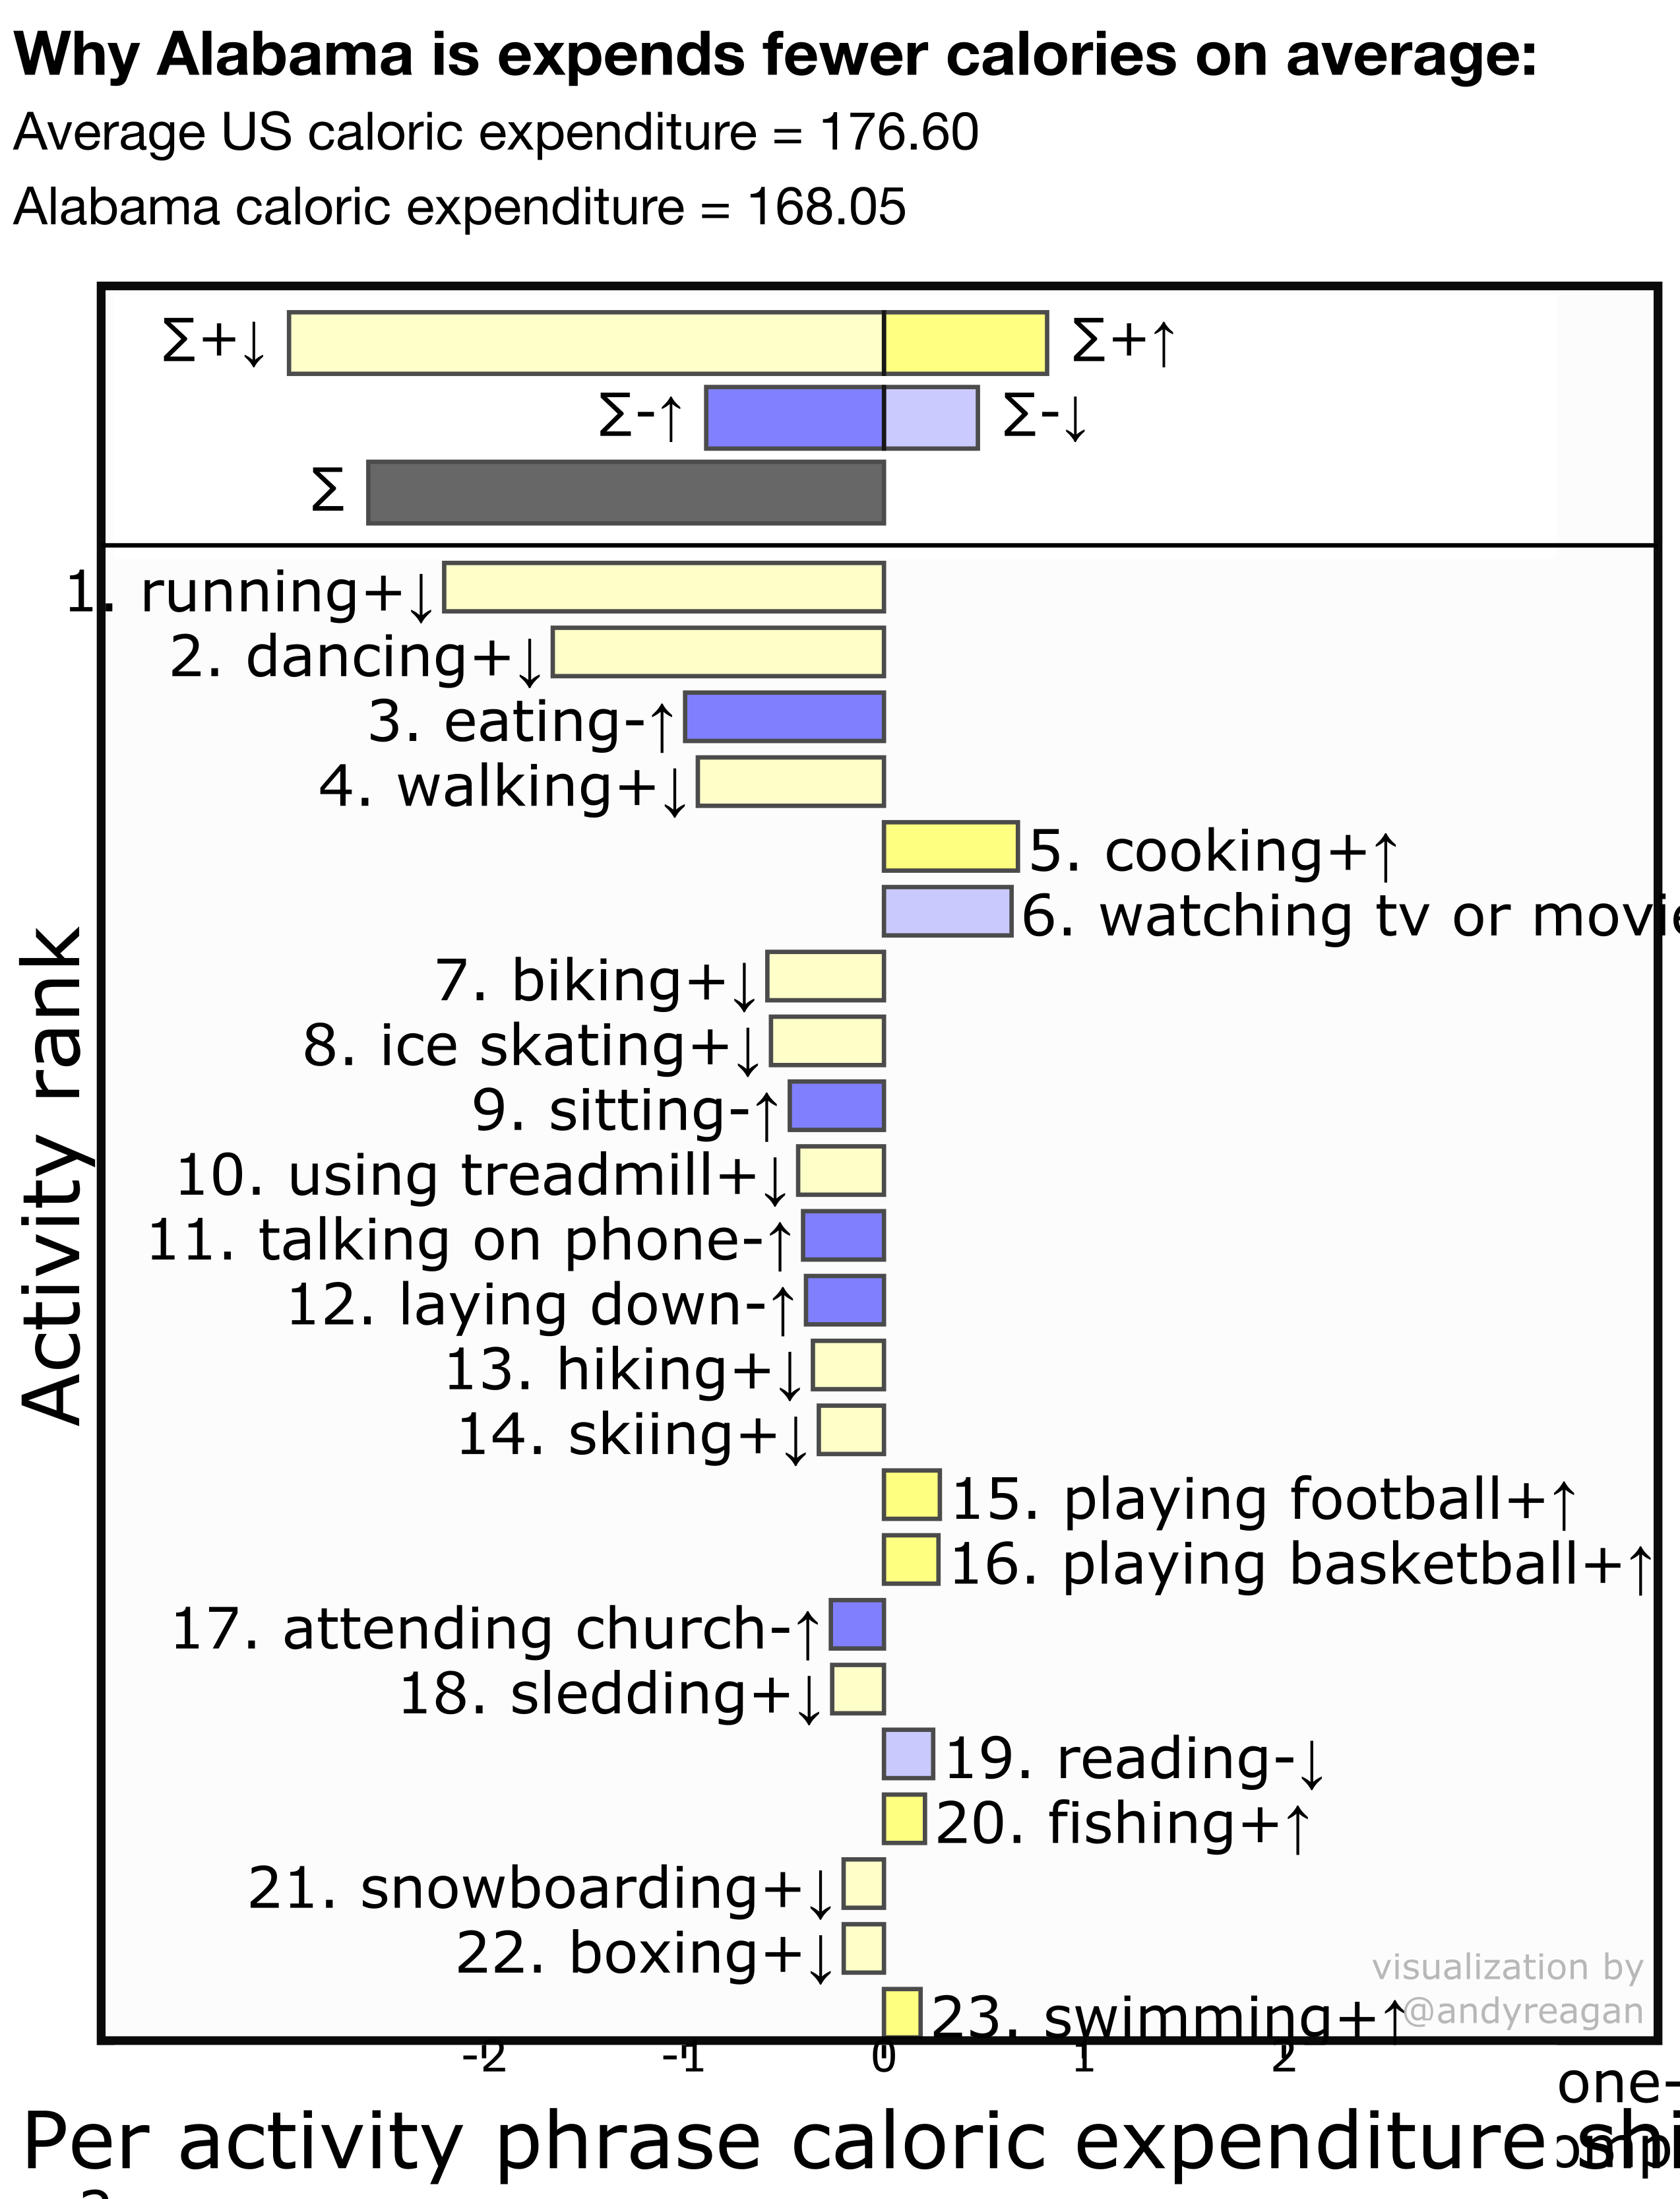 Why Alabama is expends fewer calories on average:
Average US caloric expenditure = 176.60
Alabama caloric expenditure = 168.05
∑+↓
∑+↑
∑-↑
∑-↓
∑
1. running+↓
2. dancing+↓
3. eating-↑
4. walking+↓
5. cooking+↑
6. watching tv or movie
7. biking+↓
8. ice skating+↓
9. sitting-↑
10. using treadmill+↓
11. talking on phone-↑
12. laying down-↑
13. hiking+↓
14. skiing+↓
15. playing football+↑
16. playing basketball+↑
17. attending church-↑
18. sledding+↓
19. reading-↓
20. fishing+↑
21. snowboarding+↓
22. boxing+↓
23. swimming+↑
visualization by
@andyreagan
Activity rank
-2 -1 0 1 2
one-
Per activity phrase caloric expenditure shi